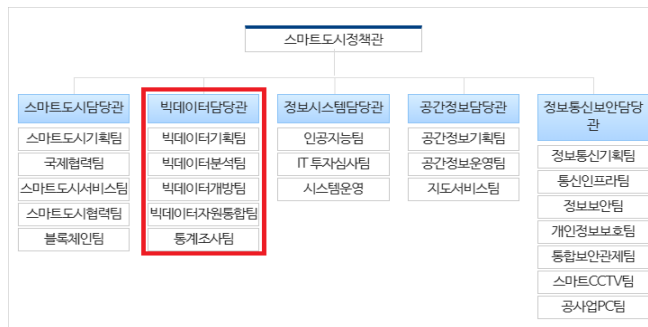 스마트도시정책관
스마트도시담당관
스마트도시기획팀
국제협력팀
스마트도시서비스팀
스마트도시협력팀
블록체인팀
빅데이터담당관
빅데이터기획팀
빅데이터분석팀
빅데이터개방팀
빅데이터자원통합팀
통계조사팀
정보시스템담당관
인공지능팀
IT 투자심사팀
시스템운영
공간정보담당관
공간정보기획팀
공간정보운영팀
지도서비스팀
정보통신보안담당
관
정보통신기획팀
통신인프라팀
정보보안팀
개인정보보호팀
통합보안관제팀
스마트CCTV팀
공사업PC팀